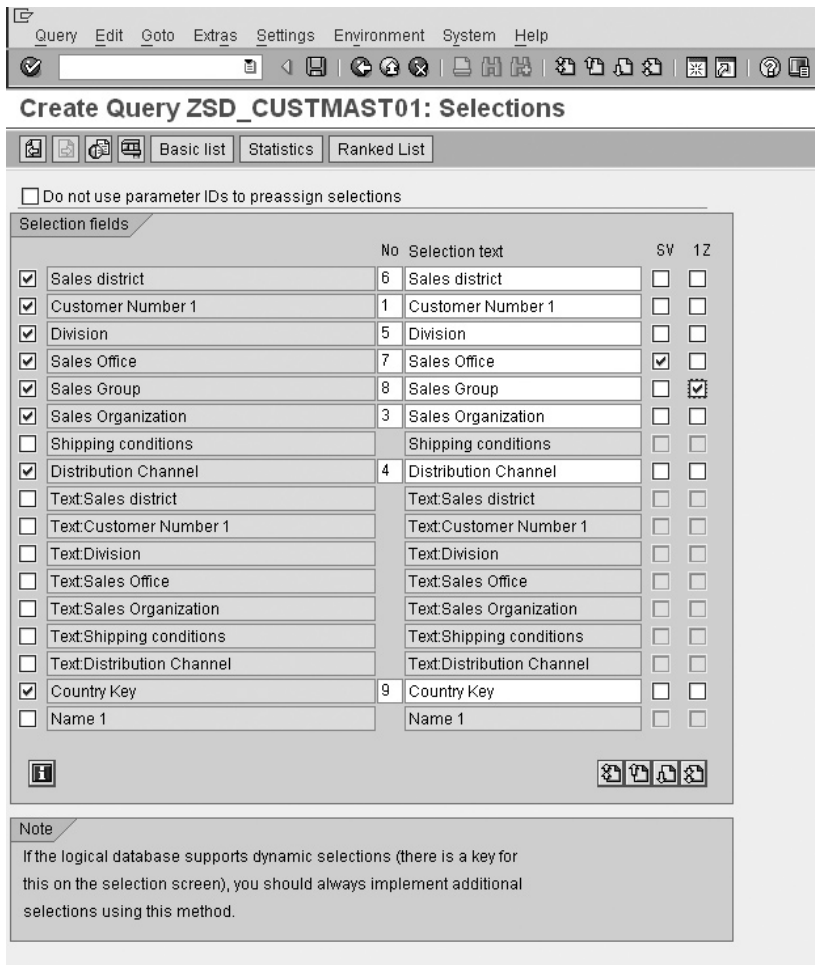 Query Edit Goto Extras Settings Environment System Help
Create Query ZSD_CUSTMAST01: Selections
Basic list Statistics Ranked List
Do not use parameter IDs to preassign selections
Selection fields
No Selection text SV 1Z
Sales district 6 Sales district
Customer Number 1 1 Customer Number 1
Division 5 Division
Sales Office 7 Sales Office
Sales Group 8 Sales Group
Sales Organization 3 Sales Organization
Shipping conditions Shipping conditions
Distribution Channel 4 Distribution Channel
Text:Sales district Text:Sales district
Text:Customer Number 1 Text:Customer Number 1
Text:Division Text:Division
Text:Sales Office Text:Sales Office
Text:Sales Organization Text:Sales Organization
Text:Shipping conditions Text:Shipping conditions
Text:Distribution Channel Text:Distribution Channel
Country Key 9 Country Key
Name 1 Name 1
Note
If the logical database supports dynamic selections (there is a key for
this on the selection screen), you should always implement additional
selections using this method.